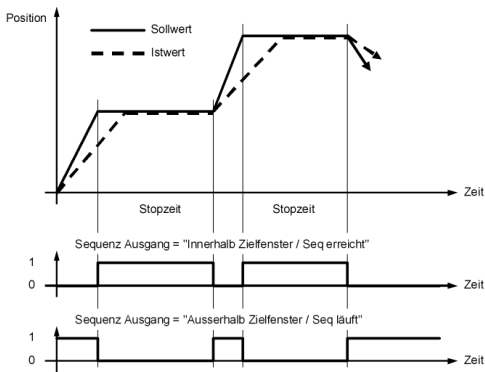 Position
Sollwert
Istwert
Zeit
Stopzeit Stopzeit
Sequenz Ausgang = "Innerhalb Zielfenster / Seq erreicht"
1
0
Zeit
Sequenz Ausgang = "Ausserhalb Zielfenster / Seq läuft"
1
0
Zeit